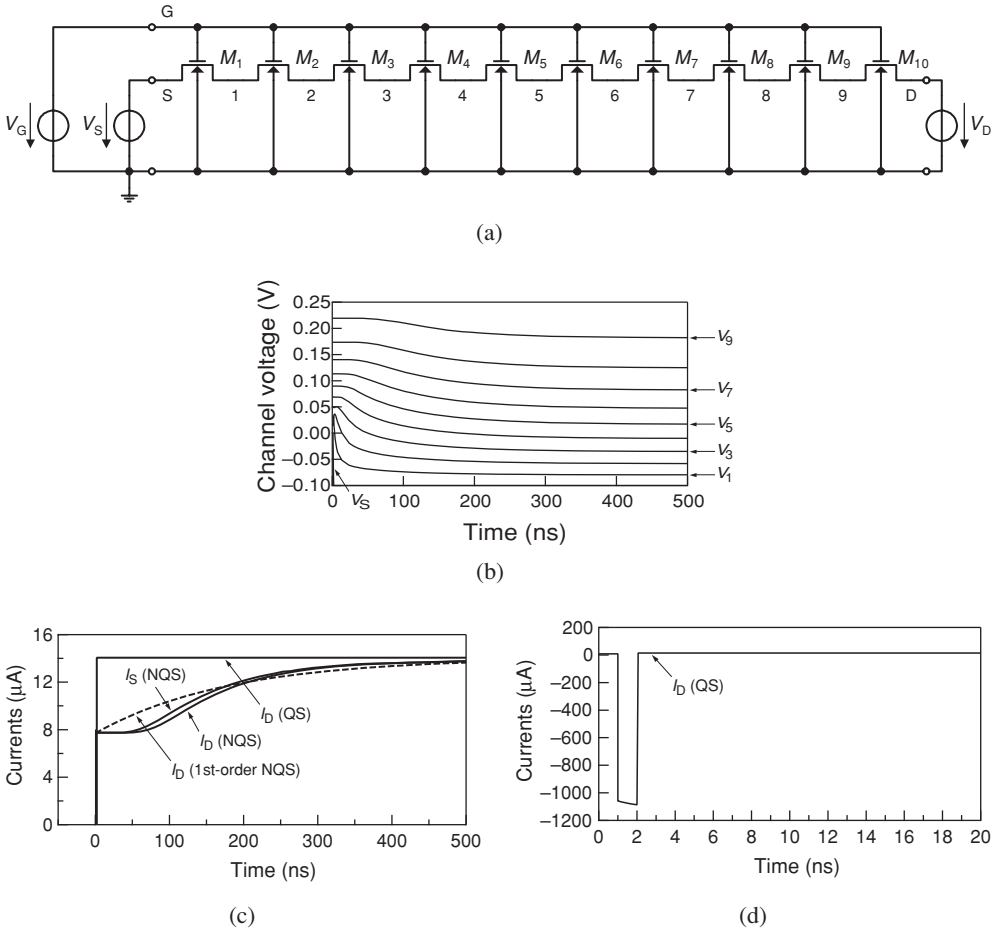 G
M1 M2 M3 M4 M5 M6 M7 M8 M9 M10
S 1 2 3 4 5 6 7 8 9 D
VG VS VD
(a)
Channel voltage (V)
0.25
0.20
0.15
0.10
0.05
0.00
−0.05
−0.10
V9
V7
V5
V3
V1
VS
0 100 200 300 400 500
Time (ns)
(b)
Currents (μA)
16
12
8
4
0
IS (NQS)
ID (QS)
ID (NQS)
ID (1st-order NQS)
0 100 200 300 400 500
Time (ns)
(c)
Currents (μA)
200
0
−200
−400
−600
−800
−1000
−1200
ID (QS)
0 2 4 6 8 10 12 14 16 18 20
Time (ns)
(d)